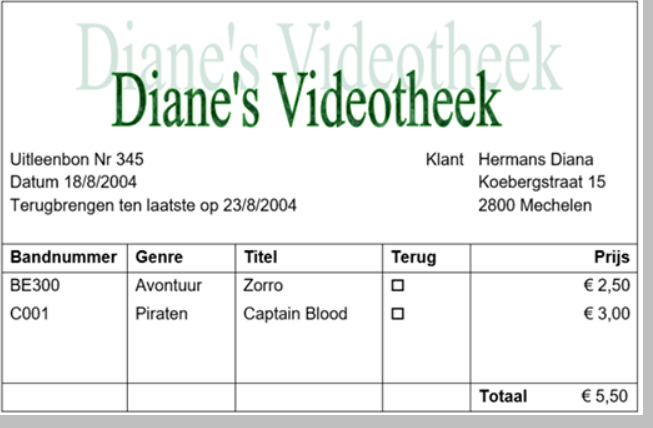 Diane's Videotheek
Uitleenbon Nr 345 Klant Hermans Diana
Datum 18/8/2004 Koebergstraat 15
Terugbrengen ten laatste op 23/8/2004 2800 Mechelen
Bandnummer Genre Titel Terug Prijs
BE300 Avontuur Zorro ☐ € 2,50
C001 Piraten Captain Blood ☐ € 3,00
Totaal € 5,50